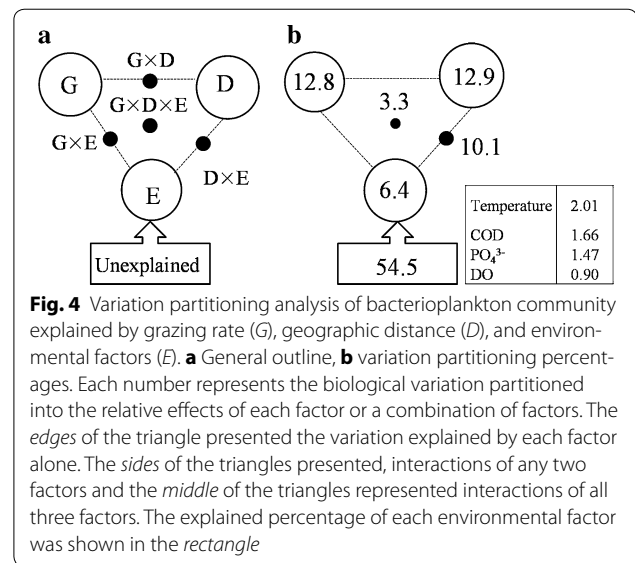 a
b
G×D
G
D
G×D×E
G×E
D×E
E
Unexplained
12.8
12.9
3.3
10.1
6.4
54.5
Temperature 2.01
COD 1.66
PO₄³⁻ 1.47
DO 0.90
Fig. 4 Variation partitioning analysis of bacterioplankton community
explained by grazing rate (G), geographic distance (D), and environ-
mental factors (E). a General outline, b variation partitioning percent-
ages. Each number represents the biological variation partitioned
into the relative effects of each factor or a combination of factors. The
edges of the triangle presented the variation explained by each factor
alone. The sides of the triangles presented, interactions of any two
factors and the middle of the triangles represented interactions of all
three factors. The explained percentage of each environmental factor
was shown in the rectangle